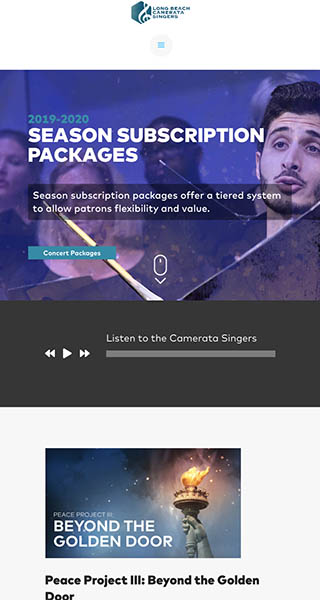 LONG BEACH
CAMERATA
SINGERS
2019-2020
SEASON SUBSCRIPTION
PACKAGES
Season subscription packages offer a tiered system
to allow patrons flexibility and value.
Concert Packages
Listen to the Camerata Singers
PEACE PROJECT III:
BEYOND THE
GOLDEN DOOR
Peace Project III: Beyond the Golden
Door